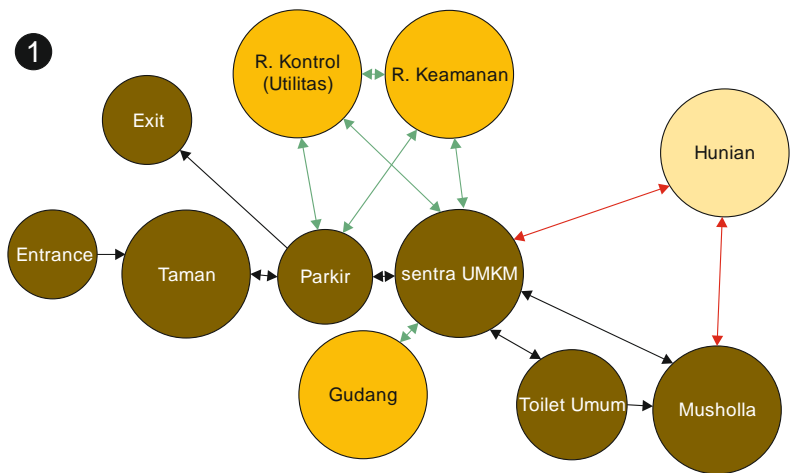 1
R. Kontrol
(Utilitas)
R. Keamanan
Exit
Hunian
Entrance
Taman
Parkir
sentra UMKM
Gudang
Toilet Umum
Musholla